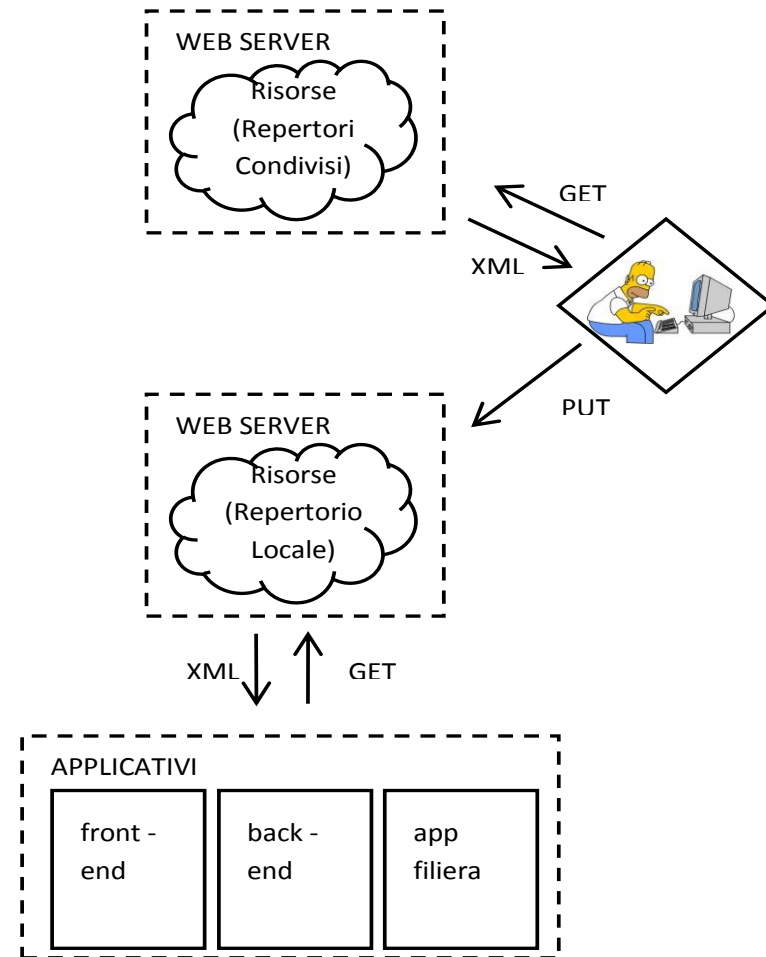 WEB SERVER
Risorse
(Repertori
Condivisi)
GET
XML
PUT
WEB SERVER
Risorse
(Repertorio
Locale)
XML
GET
APPLICATIVI
front -
end
back -
end
app
filiera